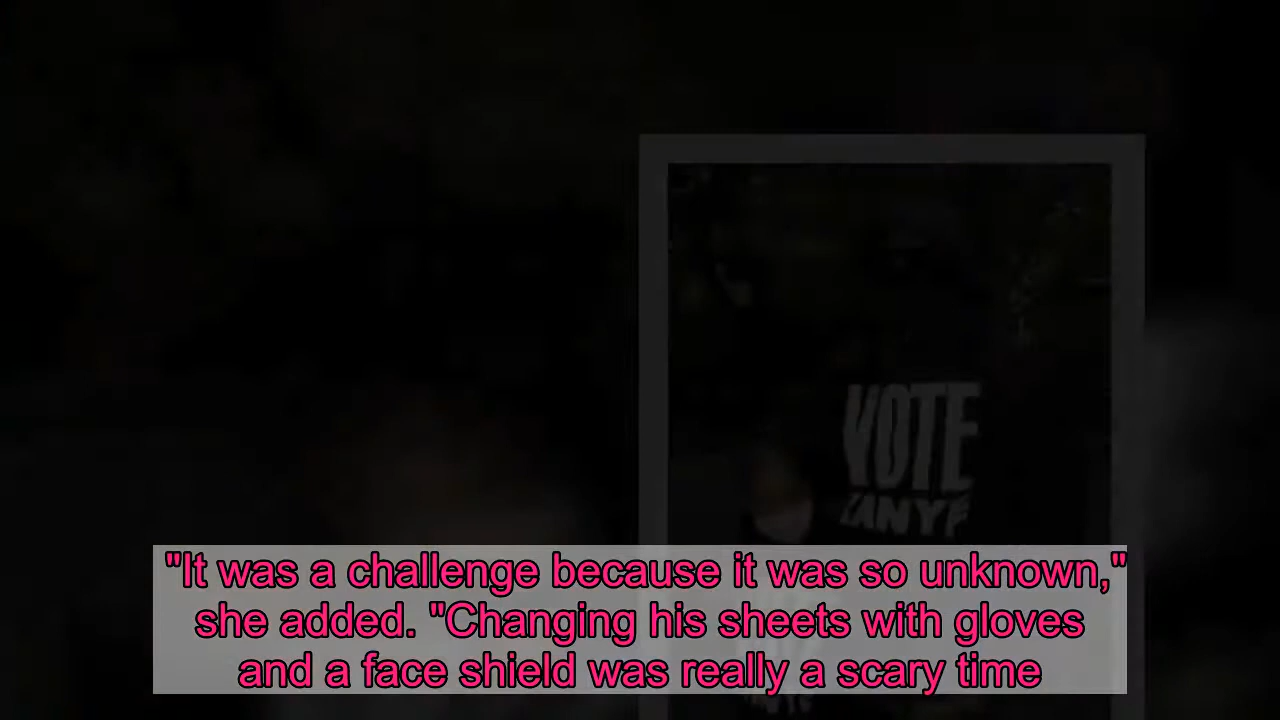 VOTE
KANYE
"It was a challenge because it was so unknown,"
she added. "Changing his sheets with gloves
and a face shield was really a scary time